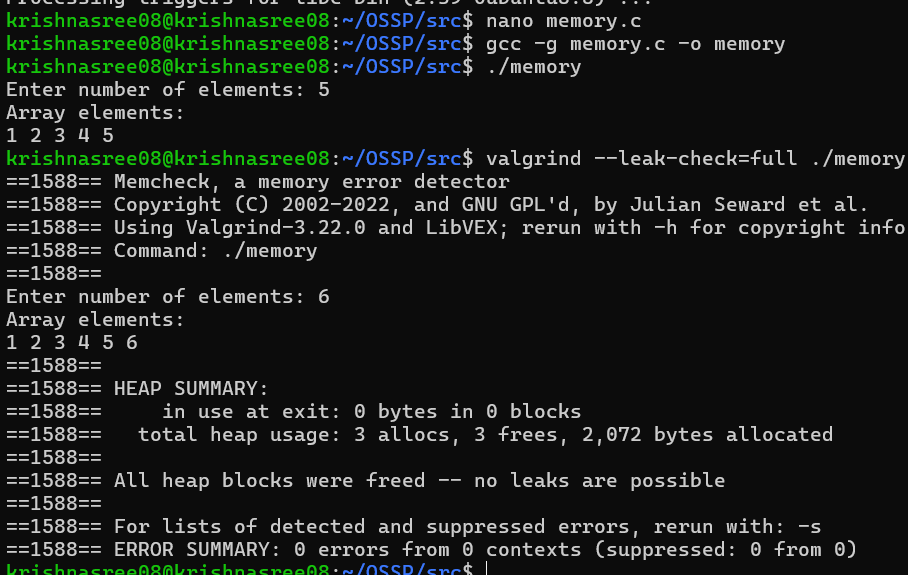 Processing triggers for libc-bin (2.39-0ubuntu8.6) ...
krishnasree08@krishnasree08:~/OSSP/src$ nano memory.c
krishnasree08@krishnasree08:~/OSSP/src$ gcc -g memory.c -o memory
krishnasree08@krishnasree08:~/OSSP/src$ ./memory
Enter number of elements: 5
Array elements:
1 2 3 4 5
krishnasree08@krishnasree08:~/OSSP/src$ valgrind --leak-check=full ./memory
==1588== Memcheck, a memory error detector
==1588== Copyright (C) 2002-2022, and GNU GPL'd, by Julian Seward et al.
==1588== Using Valgrind-3.22.0 and LibVEX; rerun with -h for copyright info
==1588== Command: ./memory
==1588==
Enter number of elements: 6
Array elements:
1 2 3 4 5 6
==1588==
==1588== HEAP SUMMARY:
==1588==     in use at exit: 0 bytes in 0 blocks
==1588==   total heap usage: 3 allocs, 3 frees, 2,072 bytes allocated
==1588==
==1588== All heap blocks were freed -- no leaks are possible
==1588==
==1588== For lists of detected and suppressed errors, rerun with: -s
==1588== ERROR SUMMARY: 0 errors from 0 contexts (suppressed: 0 from 0)
krishnasree08@krishnasree08:~/OSSP/src$